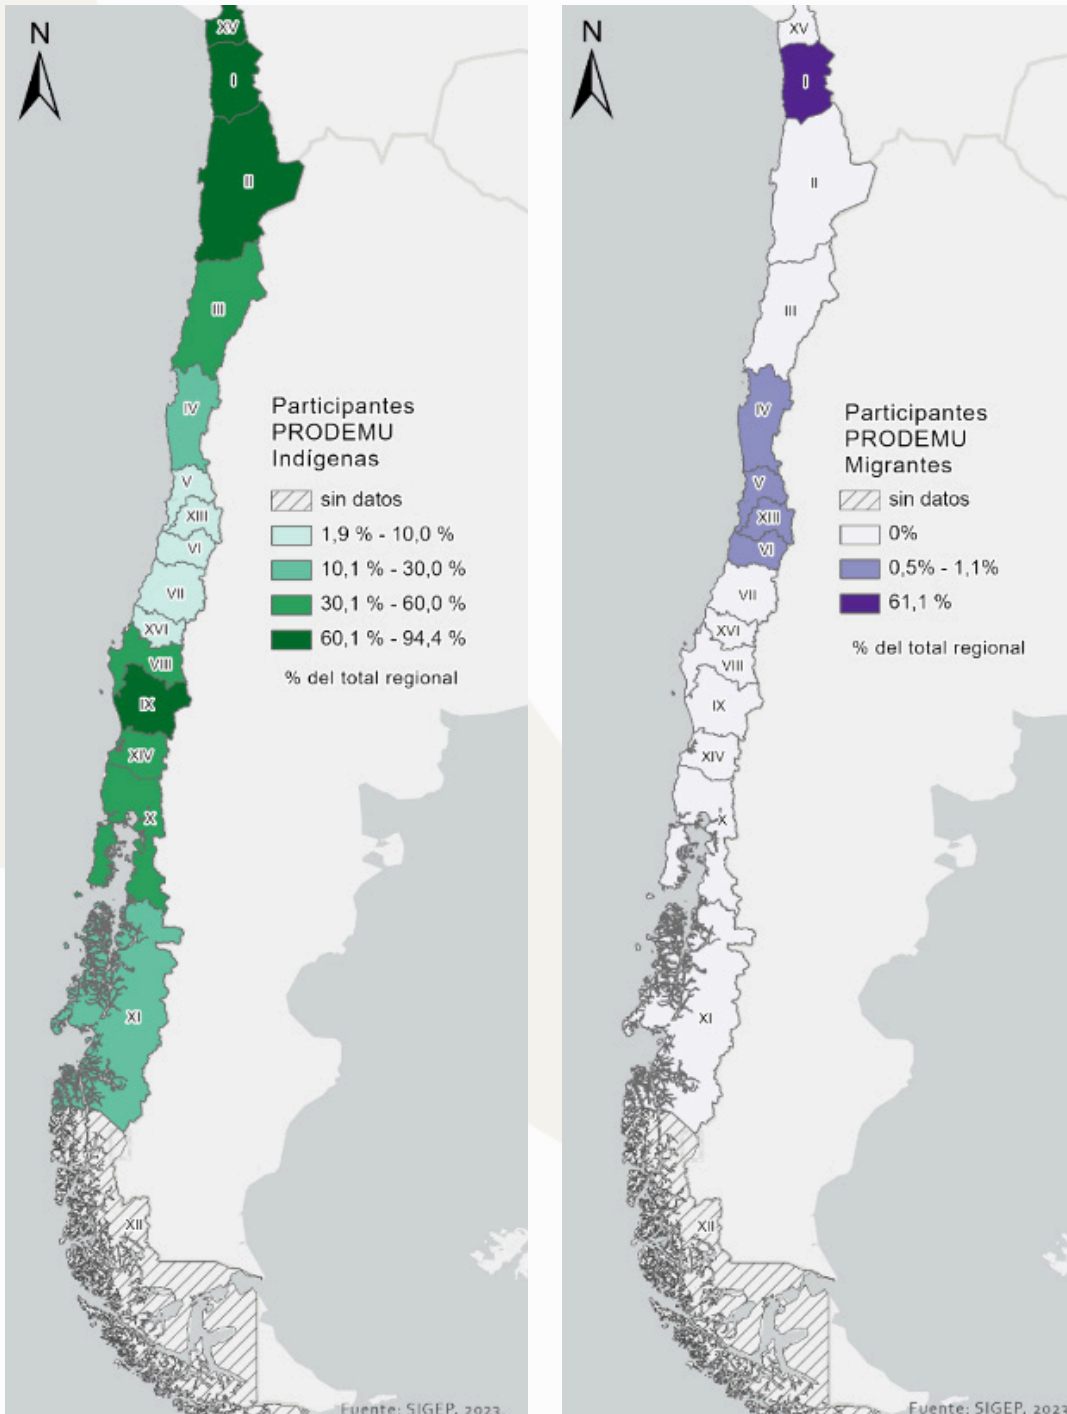 N
XV
I
II
III
IV
V
XIII
VI
VII
XVI
VIII
IX
XIV
X
XI
XII
Participantes
PRODEMU
Indígenas
sin datos
1,9 % - 10,0 %
10,1 % - 30,0 %
30,1 % - 60,0 %
60,1 % - 94,4 %
% del total regional
Fuente: SIGEP, 2023.
N
XV
I
II
III
IV
V
XIII
VI
VII
XVI
VIII
IX
XIV
X
XI
XII
Participantes
PRODEMU
Migrantes
sin datos
0%
0,5% - 1,1%
61,1 %
% del total regional
Fuente: SIGEP, 2023